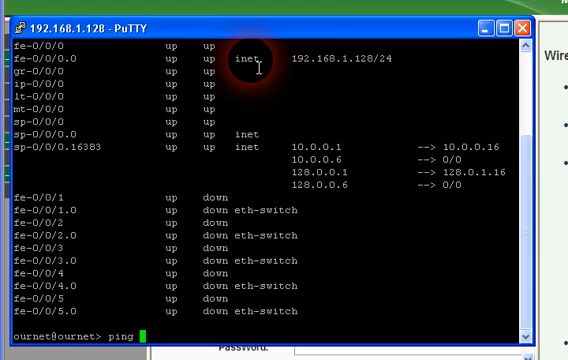 192.168.1.128 - PuTTY
fe-0/0/0 up up
fe-0/0/0.0 up up inet 192.168.1.128/24
gr-0/0/0 up up
ip-0/0/0 up up
lt-0/0/0 up up
mt-0/0/0 up up
sp-0/0/0 up up
sp-0/0/0.0 up up inet
sp-0/0/0.16383 up up inet 10.0.0.1 --> 10.0.0.16
10.0.0.6 --> 0/0
128.0.0.1 --> 128.0.1.16
128.0.0.6 --> 0/0
fe-0/0/1 up down
fe-0/0/1.0 up down eth-switch
fe-0/0/2 up down
fe-0/0/2.0 up down eth-switch
fe-0/0/3 up down
fe-0/0/3.0 up down eth-switch
fe-0/0/4 up down
fe-0/0/4.0 up down eth-switch
fe-0/0/5 up down
fe-0/0/5.0 up down eth-switch
ournet@ournet> ping
Password: